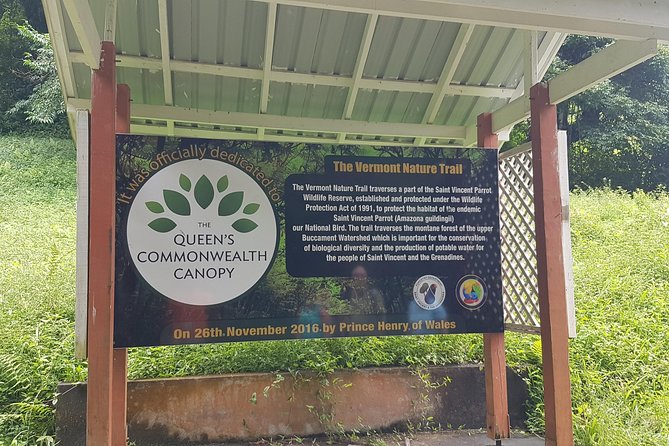 It was officially dedicated to
THE
QUEEN'S
COMMONWEALTH
CANOPY
The Vermont Nature Trail
The Vermont Nature Trail traverses a part of the Saint Vincent Parrot
Wildlife Reserve, established and protected under the Wildlife
Protection Act of 1991, to protect the habitat of the endemic
Saint Vincent Parrot (Amazona guildingii)
our National Bird. The trail traverses the montane forest of the upper
Buccament Watershed which is important for the conservation
of biological diversity and the production of potable water for
the people of Saint Vincent and the Grenadines.
On 26th November 2016 by Prince Henry of Wales